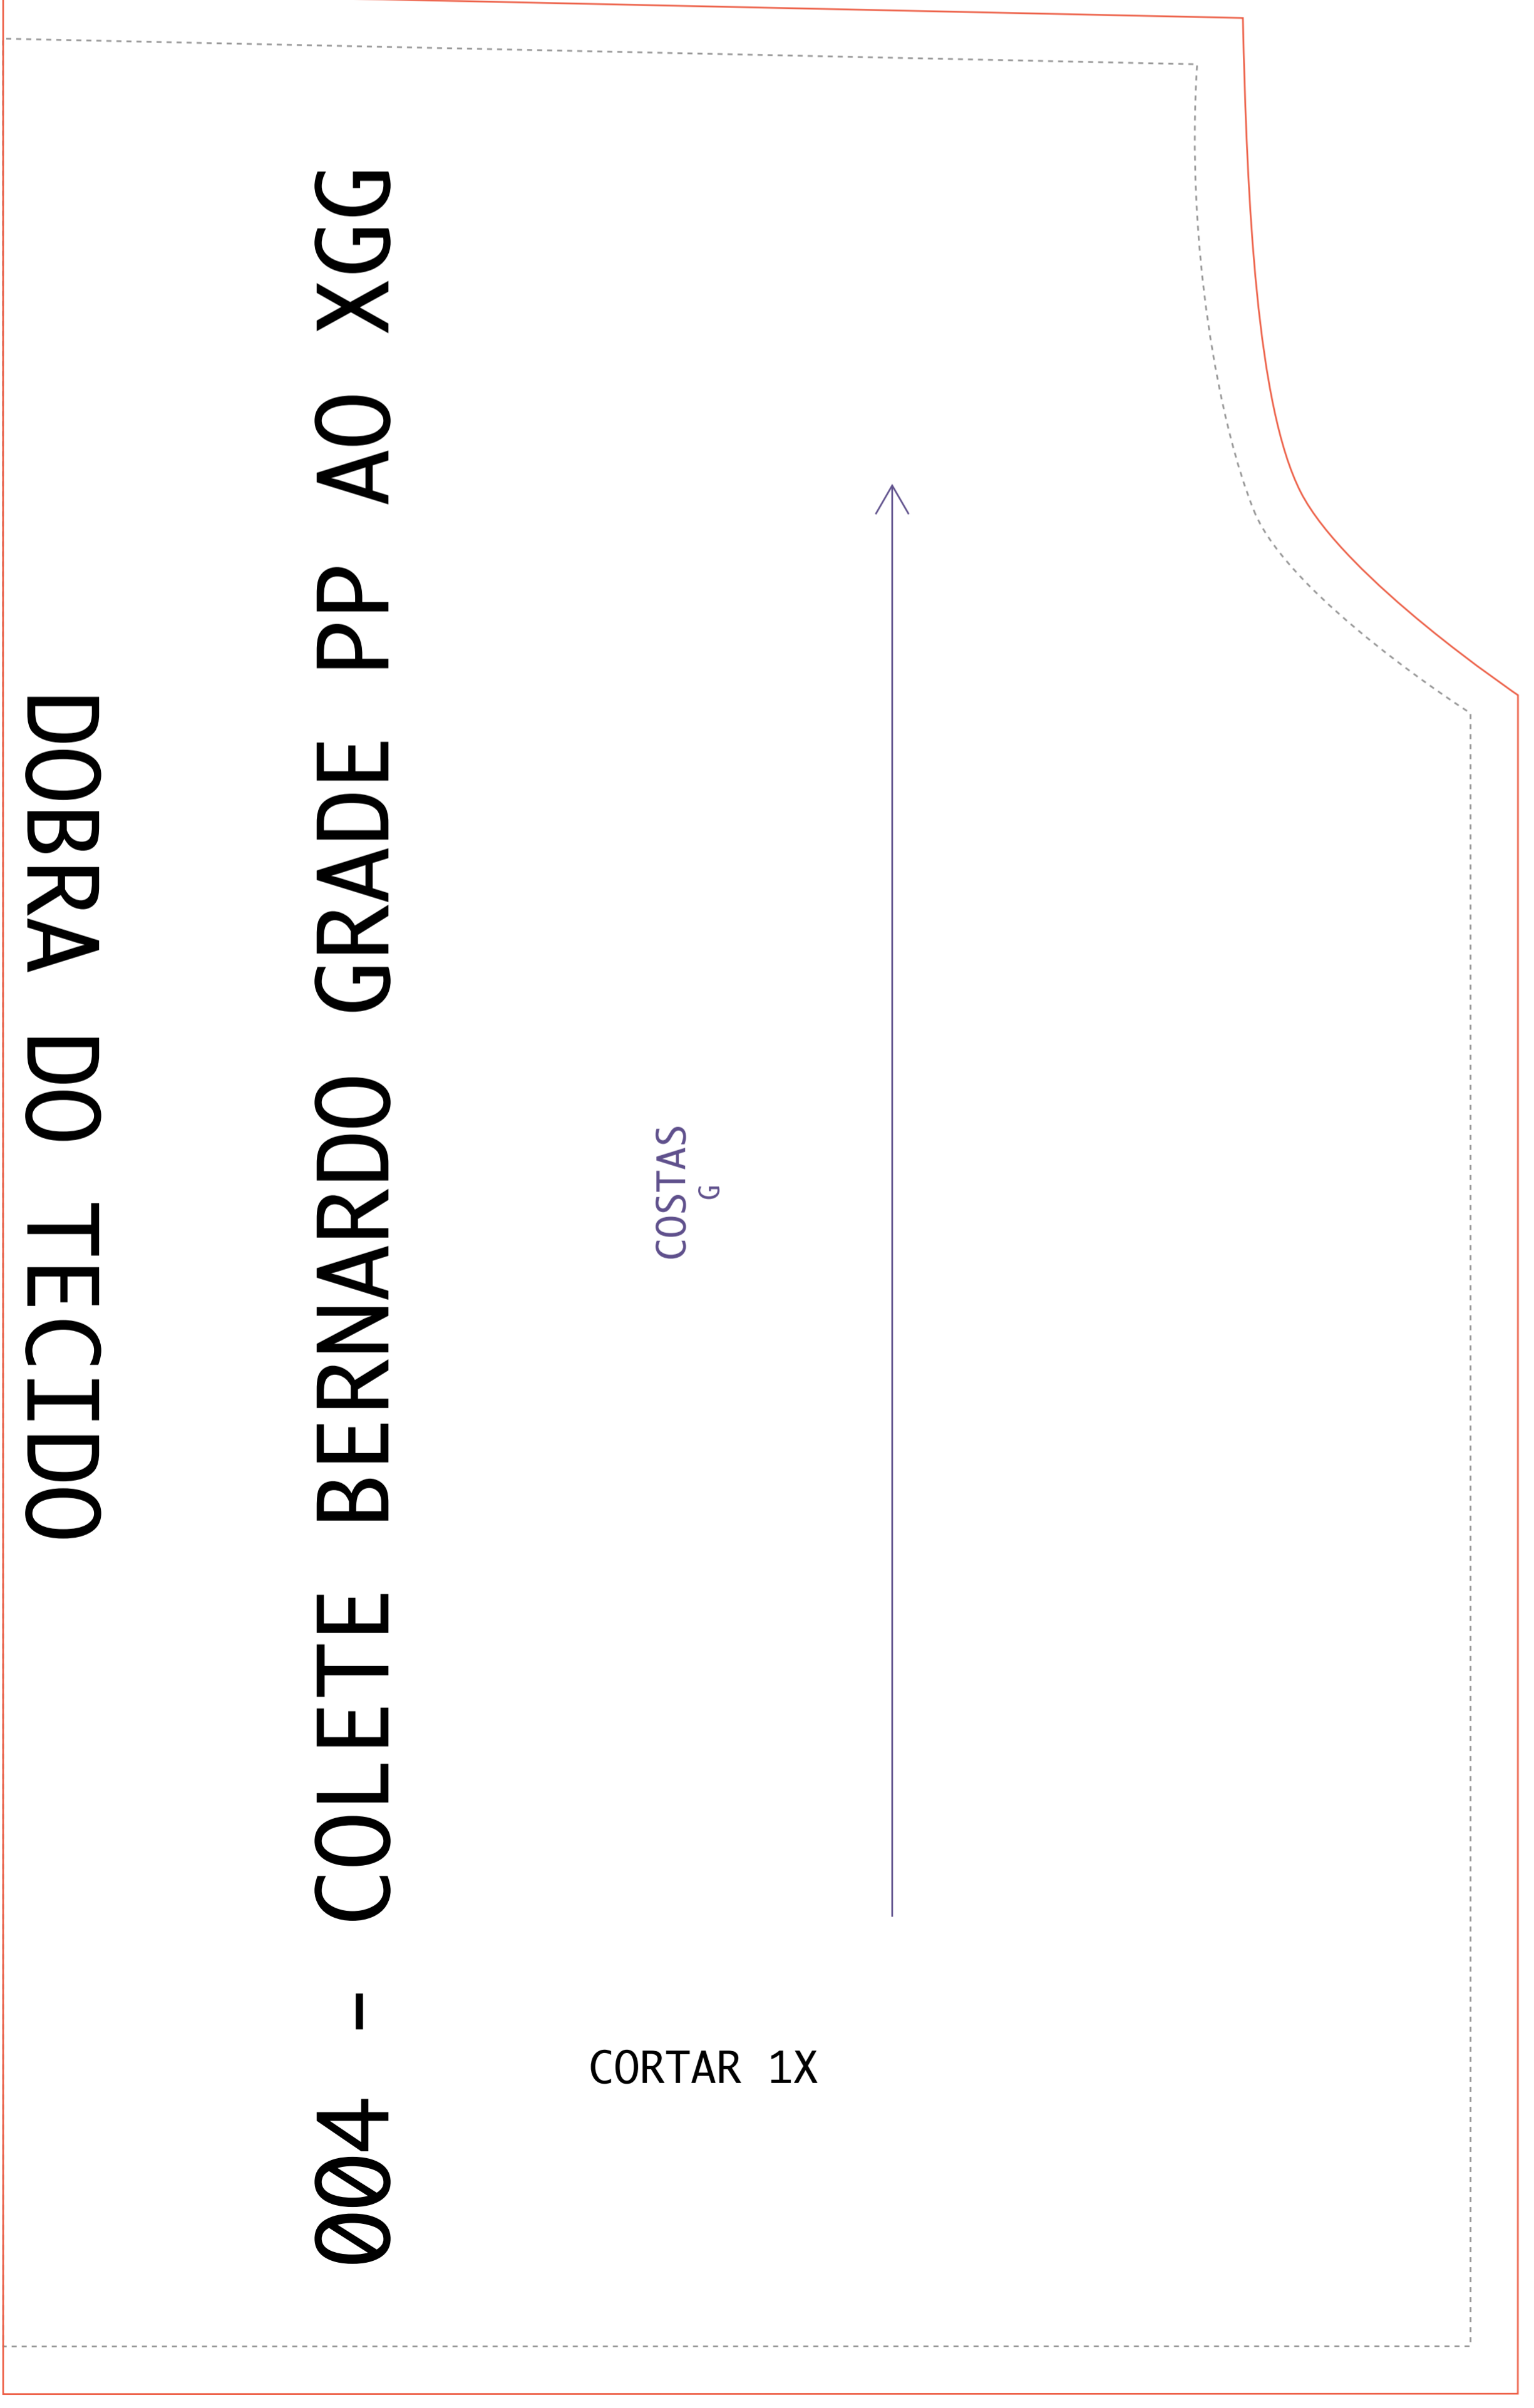 DOBRA DO TECIDO
004 - COLETE BERNARDO GRADE PP AO XGG
COSTAS
G
CORTAR 1X